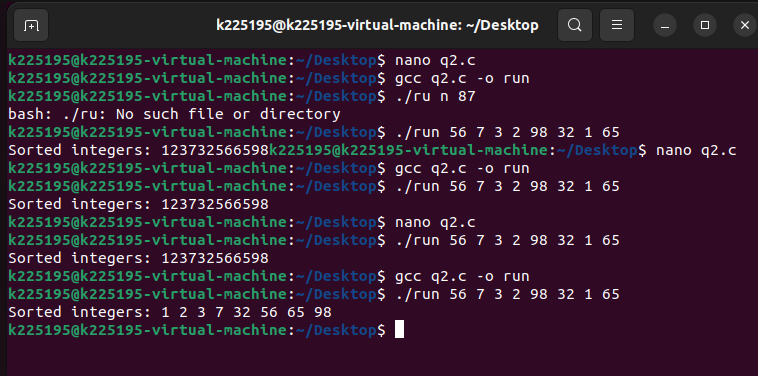 k225195@k225195-virtual-machine: ~/Desktop
k225195@k225195-virtual-machine:~/Desktop$ nano q2.c
k225195@k225195-virtual-machine:~/Desktop$ gcc q2.c -o run
k225195@k225195-virtual-machine:~/Desktop$ ./ru n 87
bash: ./ru: No such file or directory
k225195@k225195-virtual-machine:~/Desktop$ ./run 56 7 3 2 98 32 1 65
Sorted integers: 123732566598k225195@k225195-virtual-machine:~/Desktop$ nano q2.c
k225195@k225195-virtual-machine:~/Desktop$ gcc q2.c -o run
k225195@k225195-virtual-machine:~/Desktop$ ./run 56 7 3 2 98 32 1 65
Sorted integers: 123732566598
k225195@k225195-virtual-machine:~/Desktop$ nano q2.c
k225195@k225195-virtual-machine:~/Desktop$ ./run 56 7 3 2 98 32 1 65
Sorted integers: 123732566598
k225195@k225195-virtual-machine:~/Desktop$ gcc q2.c -o run
k225195@k225195-virtual-machine:~/Desktop$ ./run 56 7 3 2 98 32 1 65
Sorted integers: 1 2 3 7 32 56 65 98
k225195@k225195-virtual-machine:~/Desktop$